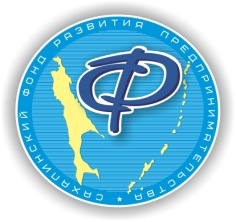 САХАЛИНСКИЙ ФОНД РАЗВИТИЯ ПРЕДПРИНИМАТЕЛЬСТВА
Ф